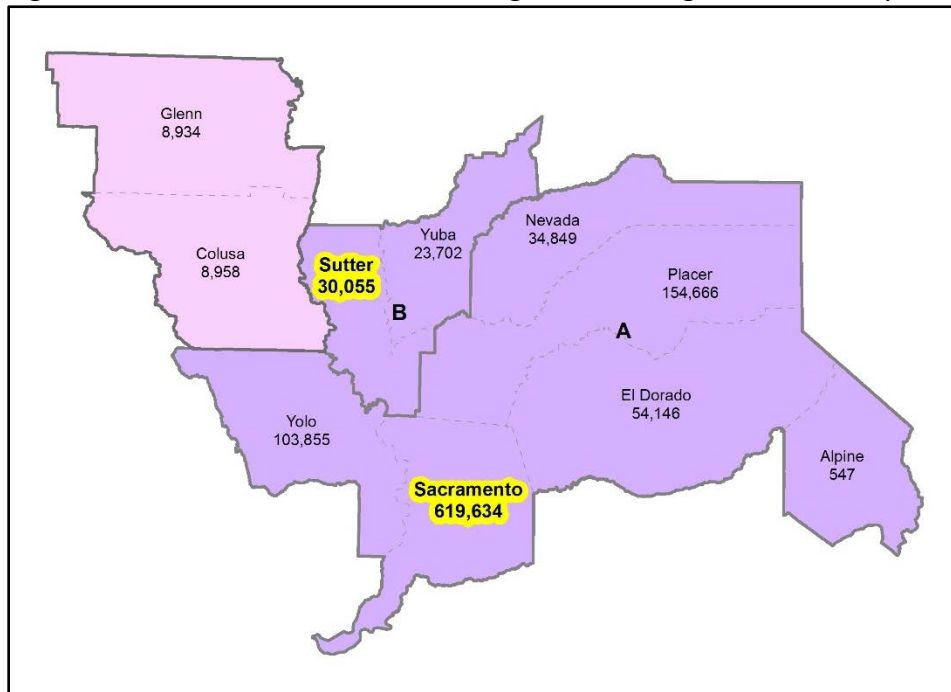 Glenn
8,934
Colusa
8,958
Sutter
30,055
Yuba
23,702
Nevada
34,849
Placer
154,666
B
A
El Dorado
54,146
Yolo
103,855
Alpine
547
Sacramento
619,634